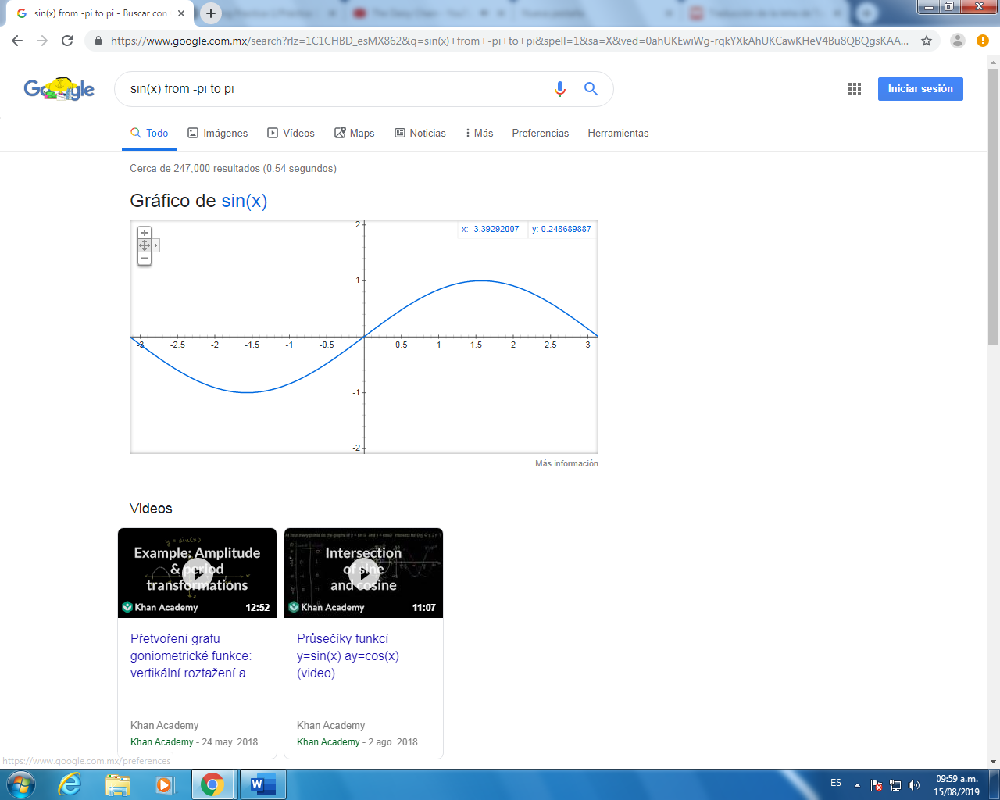 sin(x) from -pi to pi - Buscar con
https://www.google.com.mx/search?rlz=1C1CHBD_esMX862&q=sin(x)+from+-pi+to+pi&spell=1&sa=X&ved=0ahUKEwiWg-rqkYXkAhUKCawKHeV4Bu8QBQgsKAA...
Google
sin(x) from -pi to pi
Iniciar sesión
Todo Imágenes Vídeos Maps Noticias Más Preferencias Herramientas
Cerca de 247,000 resultados (0.54 segundos)
Gráfico de sin(x)
x: -3.39292007 y: 0.248689887
2
1
-3 -2.5 -2 -1.5 -1 -0.5 0.5 1 1.5 2 2.5 3
-1
-2
Más información
Videos
y = sin(x)
Example: Amplitude
& period
transformations
Khan Academy 12:52
Přetvoření grafu
goniometrické funkce:
vertikální roztažení a ...
Khan Academy
Khan Academy - 24 may. 2018
Intersection
of sine
and cosine
Khan Academy 11:07
Průsečíky funkcí
y=sin(x) ay=cos(x)
(video)
Khan Academy
Khan Academy - 2 ago. 2018
https://www.google.com.mx/preferences
ES
09:59 a.m.
15/08/2019